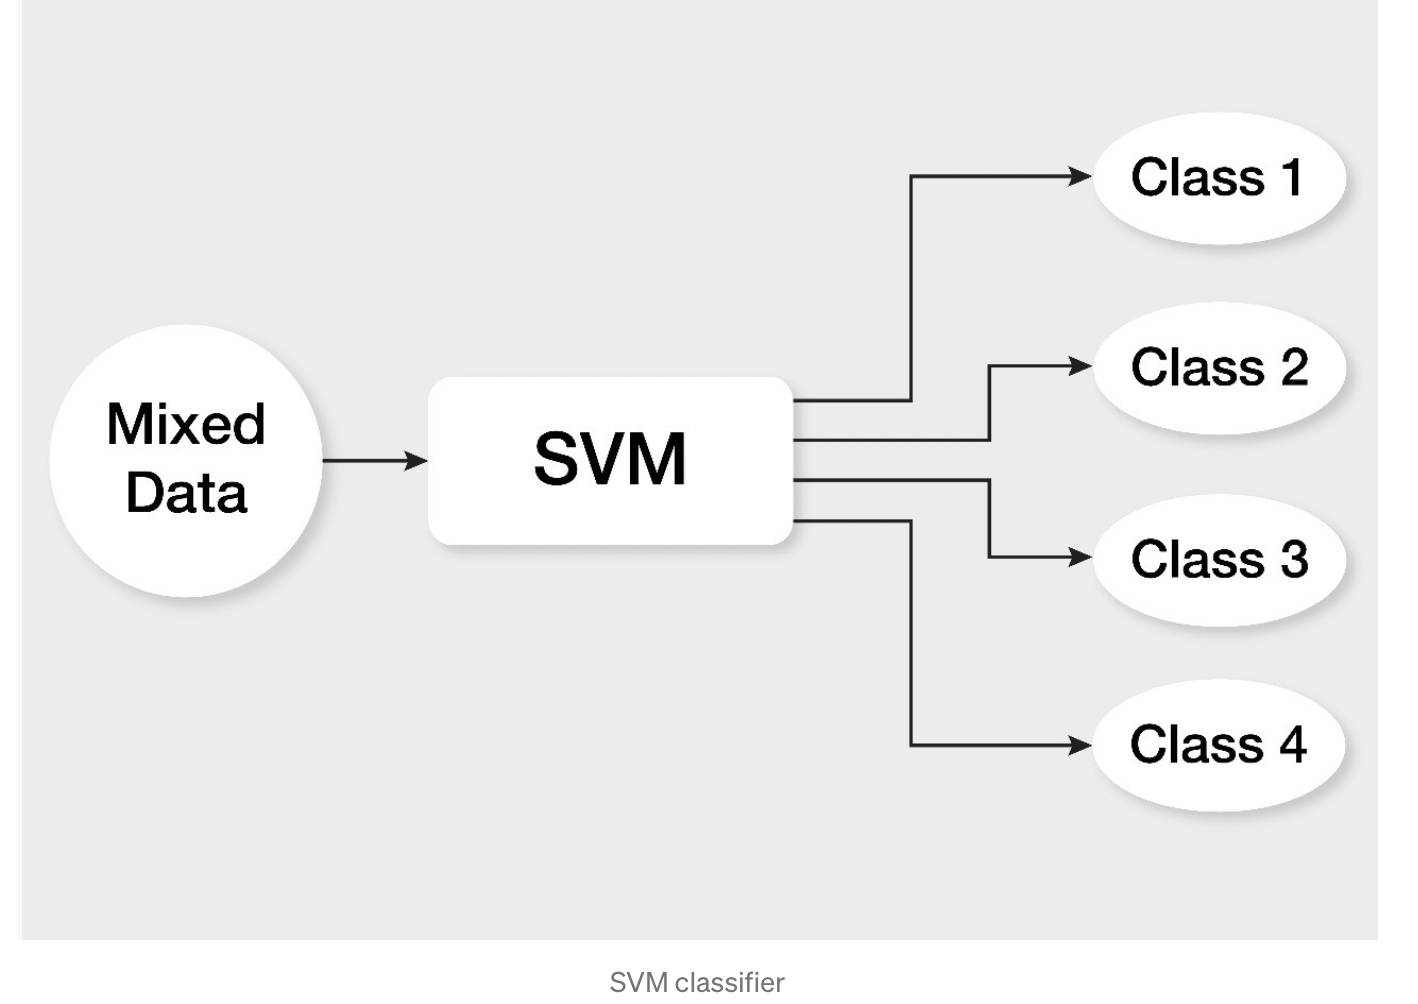 Mixed
Data
SVM
Class 1
Class 2
Class 3
Class 4
SVM classifier